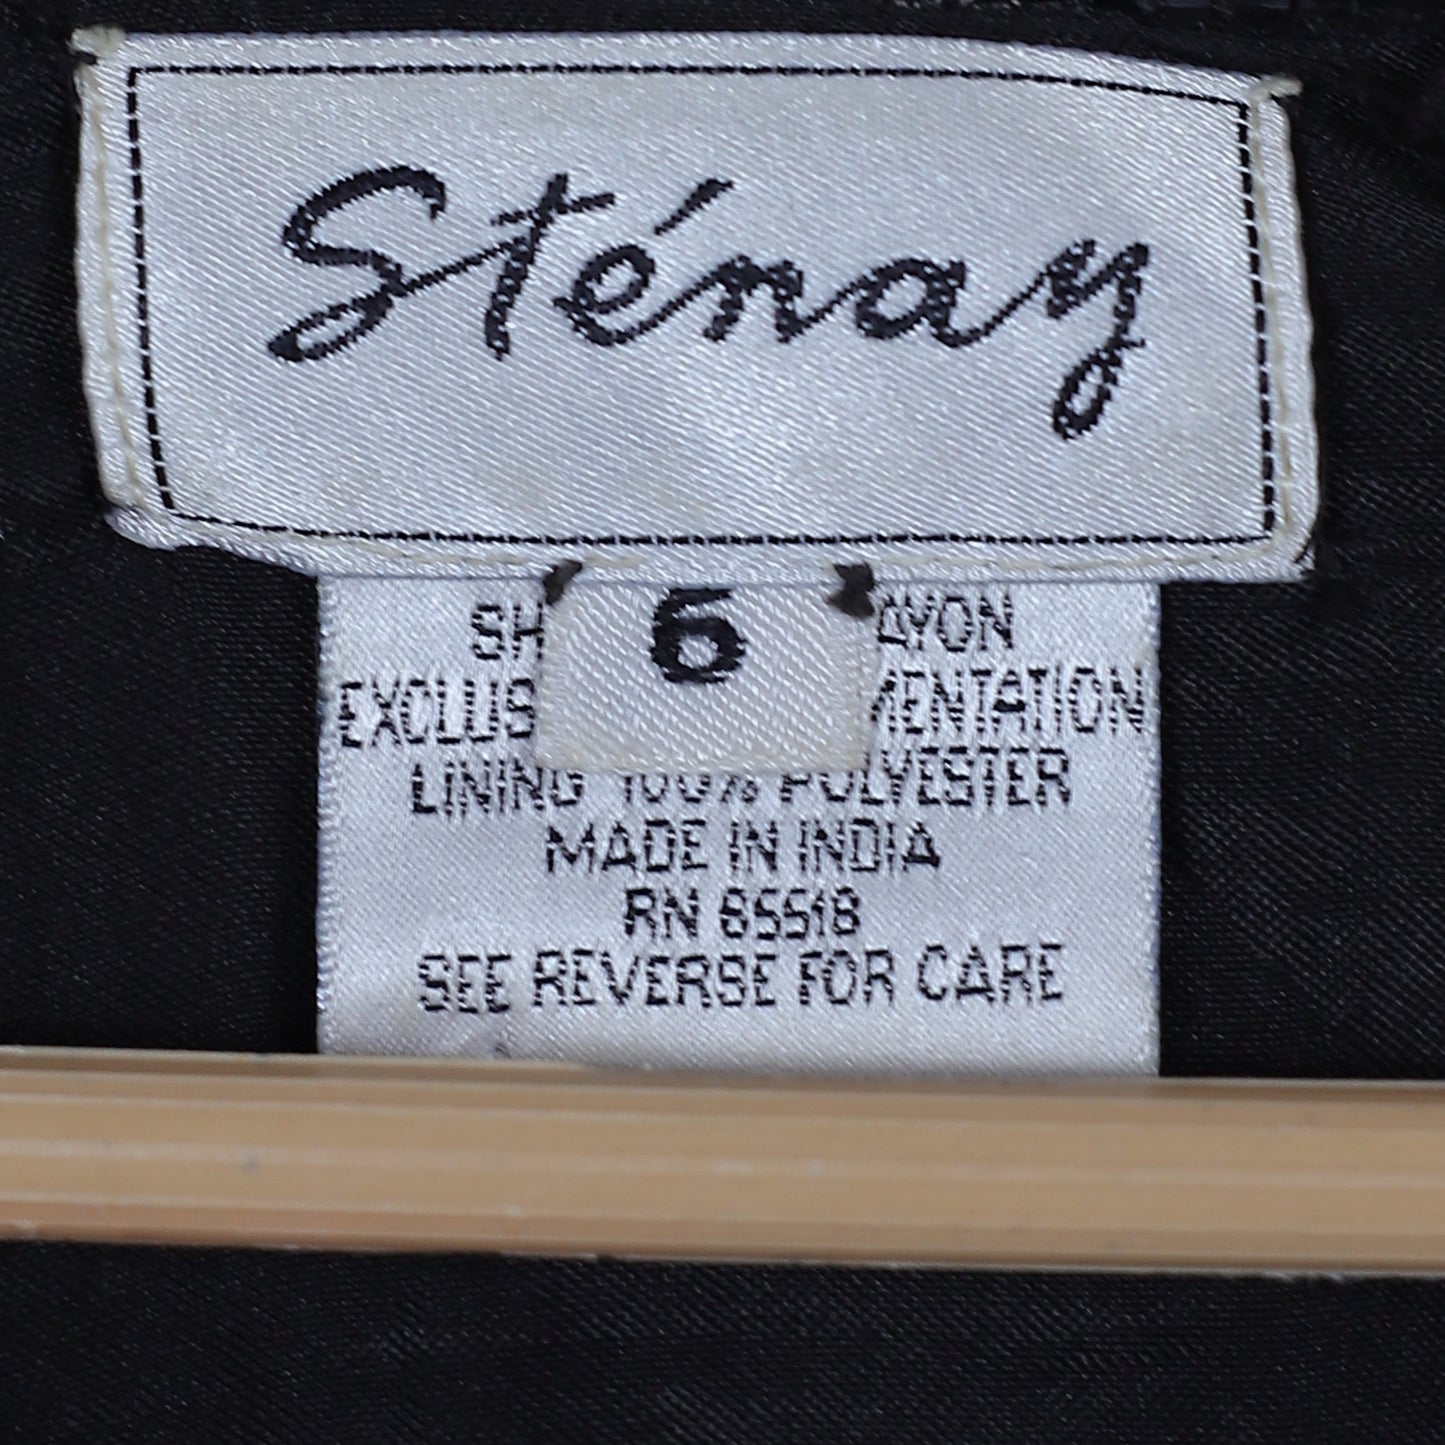 Sténay
6
LINING 100% POLYESTER
MADE IN INDIA
RN 65518
SEE REVERSE FOR CARE